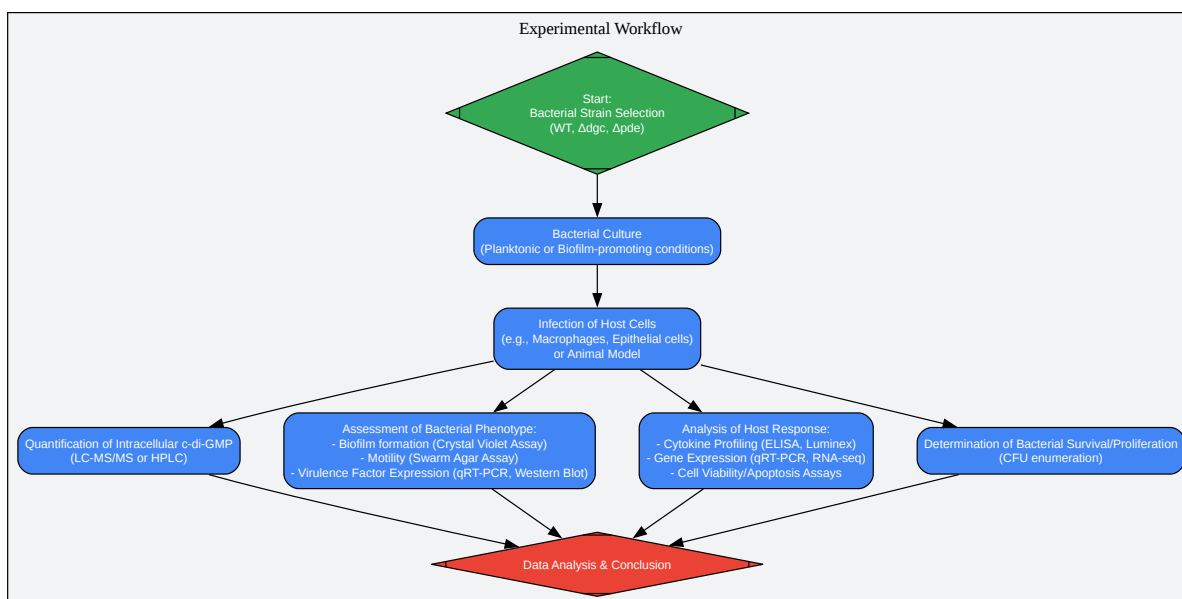 Experimental Workflow
Start:
Bacterial Strain Selection
(WT, Δdgc, Δpde)
Bacterial Culture
(Planktonic or Biofilm-promoting conditions)
Infection of Host Cells
(e.g., Macrophages, Epithelial cells)
or Animal Model
Quantification of Intracellular c-di-GMP
(LC-MS/MS or HPLC)
Assessment of Bacterial Phenotype:
- Biofilm formation (Crystal Violet Assay)
- Motility (Swarm Agar Assay)
- Virulence Factor Expression (qRT-PCR, Western Blot)
Analysis of Host Response:
- Cytokine Profiling (ELISA, Luminex)
- Gene Expression (qRT-PCR, RNA-seq)
- Cell Viability/Apoptosis Assays
Determination of Bacterial Survival/Proliferation
(CFU enumeration)
Data Analysis & Conclusion